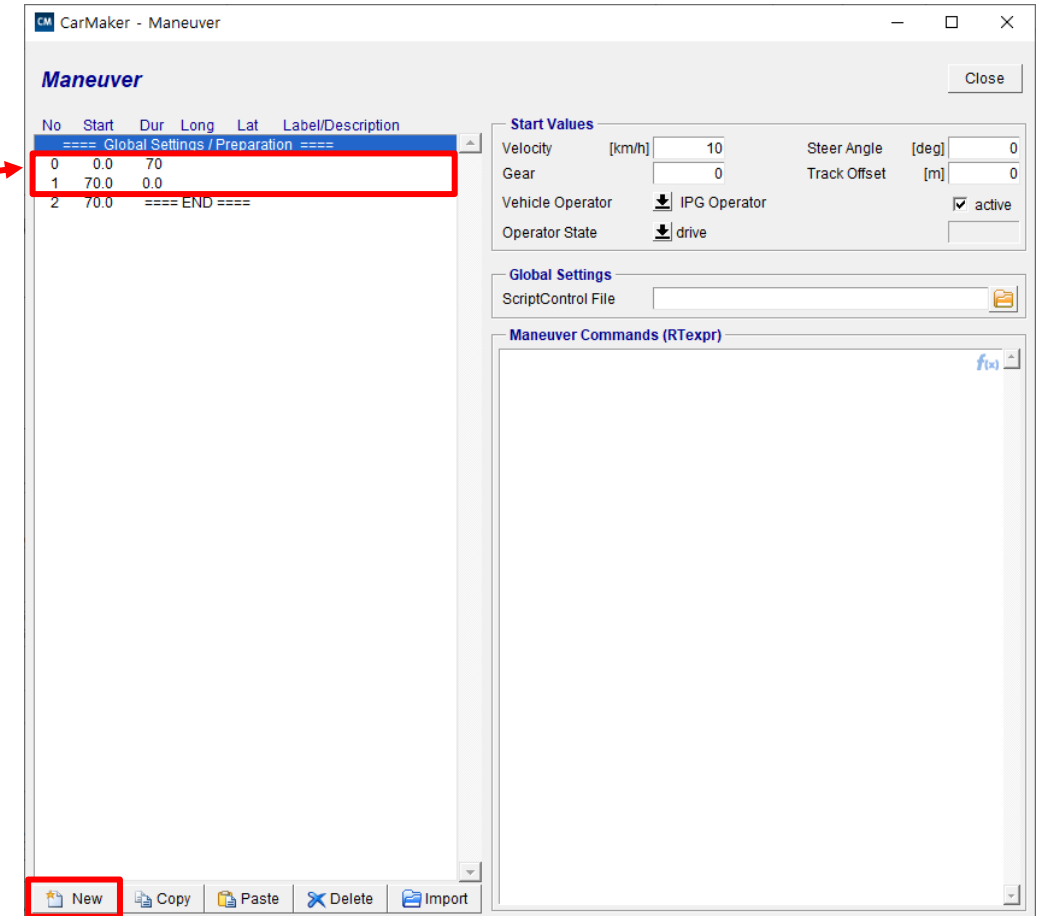 CM CarMaker - Maneuver
Maneuver
Close
No Start Dur Long Lat Label/Description
==== Global Settings / Preparation ====
0 0.0 70
1 70.0 0.0
2 70.0 ==== END ====
Start Values
Velocity [km/h] 10 Steer Angle [deg] 0
Gear 0 Track Offset [m] 0
Vehicle Operator IPG Operator active
Operator State drive
Global Settings
ScriptControl File
Maneuver Commands (RTexpr)
f(x)
New Copy Paste Delete Import